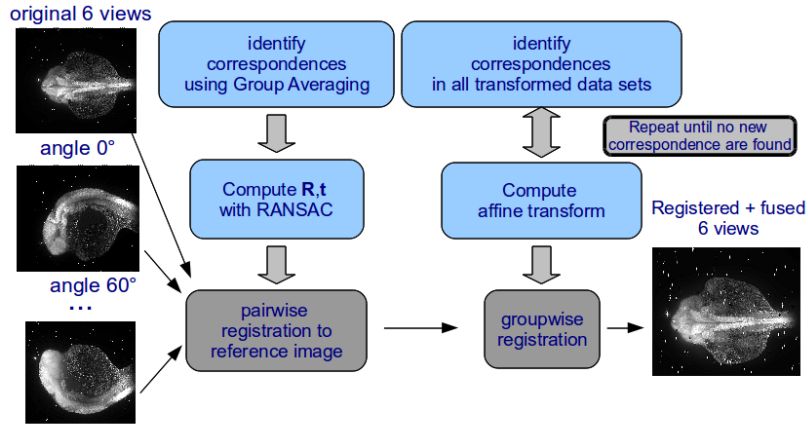 original 6 views
angle 0°
angle 60°
...
identify
correspondences
using Group Averaging
Compute R,t
with RANSAC
pairwise
registration to
reference image
identify
correspondences
in all transformed data sets
Repeat until no new
correspondence are found
Compute
affine transform
groupwise
registration
Registered + fused
6 views